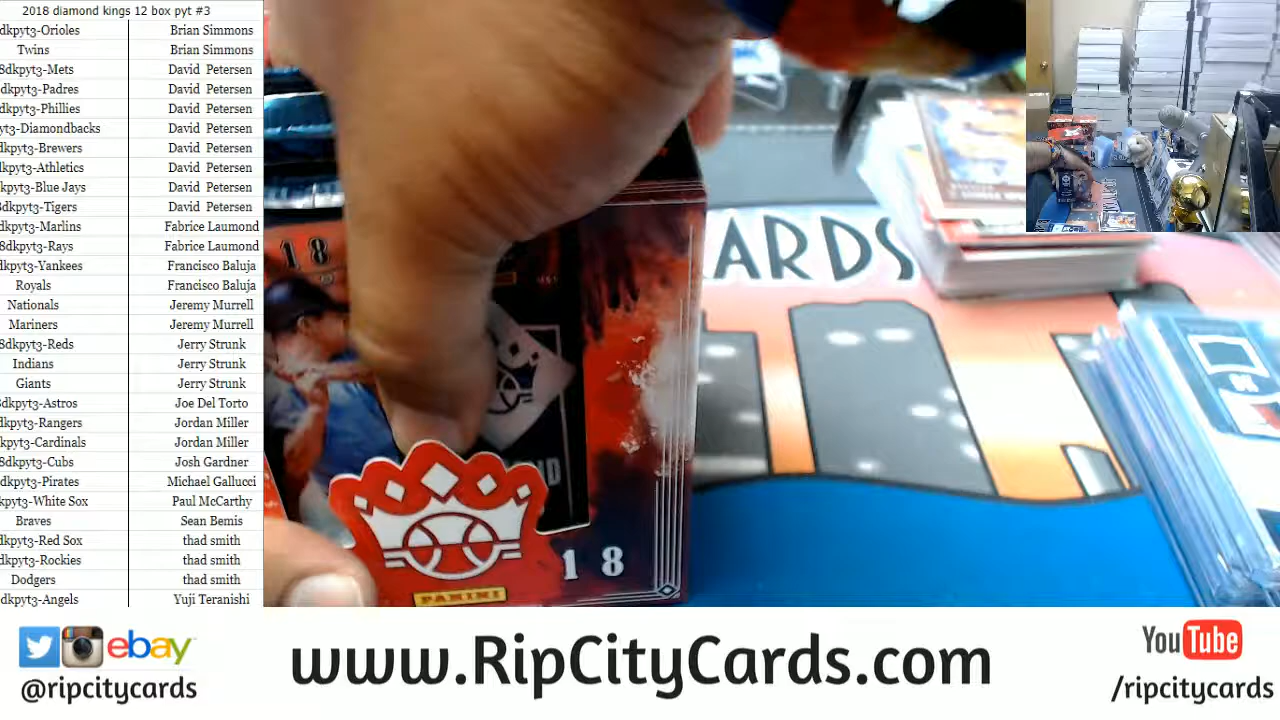 2018 diamond kings 12 box pyt #3
dkpyt3-Orioles Brian Simmons
Twins Brian Simmons
8dkpyt3-Mets David Petersen
dkpyt3-Padres David Petersen
dkpyt3-Phillies David Petersen
yt3-Diamondbacks David Petersen
dkpyt3-Brewers David Petersen
dkpyt3-Athletics David Petersen
dkpyt3-Blue Jays David Petersen
dkpyt3-Tigers David Petersen
dkpyt3-Marlins Fabrice Laumond
8dkpyt3-Rays Fabrice Laumond
dkpyt3-Yankees Francisco Baluja
Royals Francisco Baluja
Nationals Jeremy Murrell
Mariners Jeremy Murrell
8dkpyt3-Reds Jerry Strunk
Indians Jerry Strunk
Giants Jerry Strunk
dkpyt3-Astros Joe Del Torto
dkpyt3-Rangers Jordan Miller
kpyt3-Cardinals Jordan Miller
8dkpyt3-Cubs Josh Gardner
dkpyt3-Pirates Michael Gallucci
kpyt3-White Sox Paul McCarthy
Braves Sean Bemis
dkpyt3-Red Sox thad smith
dkpyt3-Rockies thad smith
Dodgers thad smith
dkpyt3-Angels Yuji Teranishi
18
ARDS
18
PANINI
ebay
@ripcitycards
www.RipCityCards.com
YouTube
/ripcitycards